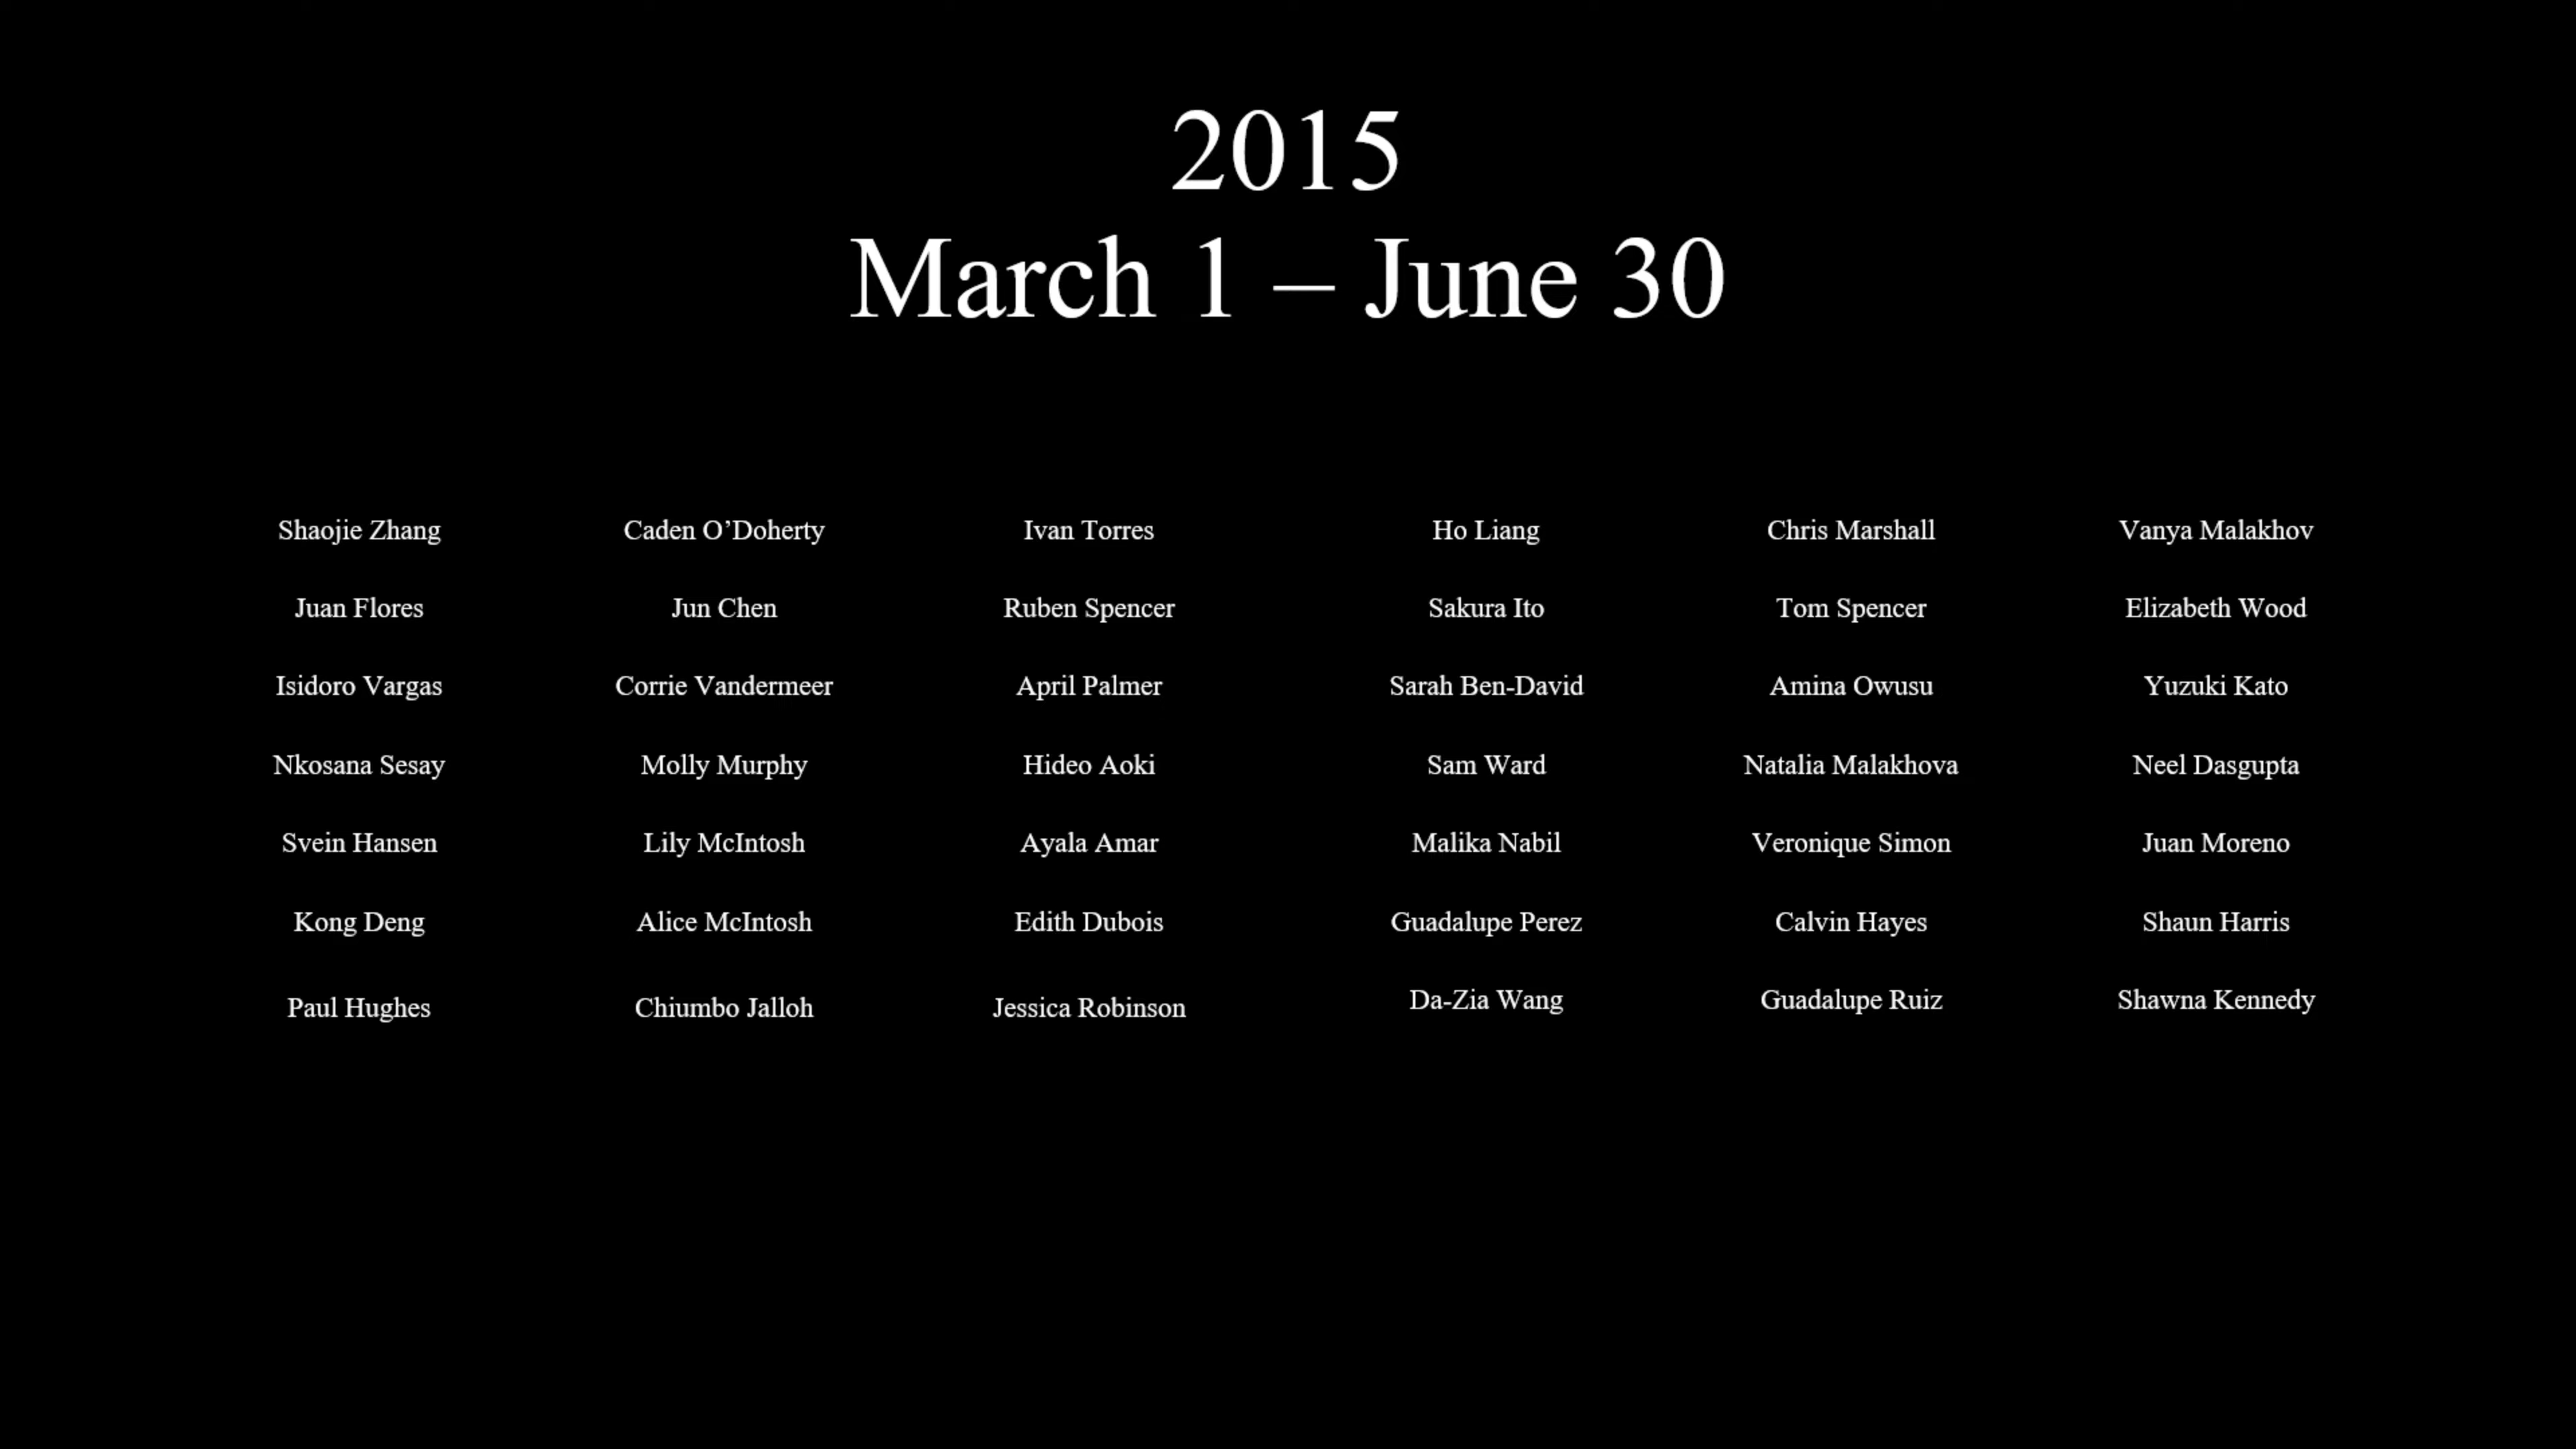 2015
March 1 – June 30
Shaojie Zhang Caden O’Doherty Ivan Torres Ho Liang Chris Marshall Vanya Malakhov
Juan Flores Jun Chen Ruben Spencer Sakura Ito Tom Spencer Elizabeth Wood
Isidoro Vargas Corrie Vandermeer April Palmer Sarah Ben-David Amina Owusu Yuzuki Kato
Nkosana Sesay Molly Murphy Hideo Aoki Sam Ward Natalia Malakhova Neel Dasgupta
Svein Hansen Lily McIntosh Ayala Amar Malika Nabil Veronique Simon Juan Moreno
Kong Deng Alice McIntosh Edith Dubois Guadalupe Perez Calvin Hayes Shaun Harris
Paul Hughes Chiumbo Jalloh Jessica Robinson Da-Zia Wang Guadalupe Ruiz Shawna Kennedy